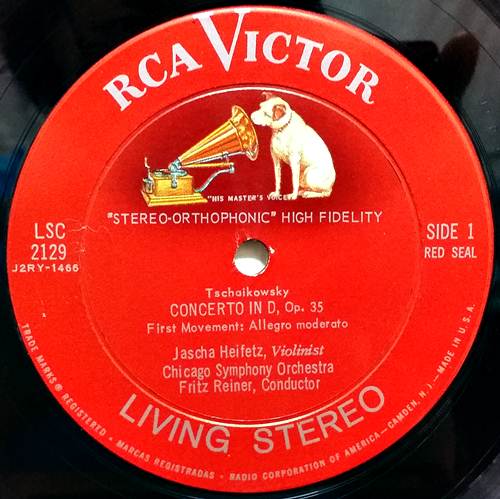 RCA VICTOR
"HIS MASTER'S VOICE"
"STEREO-ORTHOPHONIC" HIGH FIDELITY
LSC
2129
J2RY-1466
SIDE 1
RED SEAL
Tschaikowsky
CONCERTO IN D, Op. 35
First Movement: Allegro moderato
Jascha Heifetz, Violinist
Chicago Symphony Orchestra
Fritz Reiner, Conductor
LIVING STEREO
TRADE MARKS ® REGISTERED - MARCAS REGISTRADAS - RADIO CORPORATION OF AMERICA—CAMDEN, N.J.—MADE IN U.S.A.